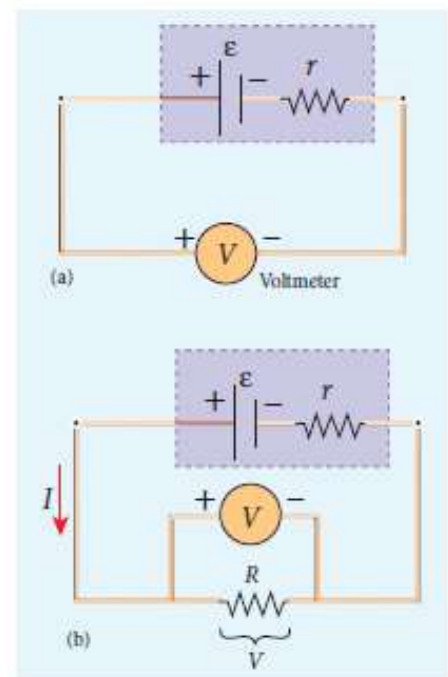 ε
+ − r
+ V −
(a) Voltmeter
ε
+ − r
I + V −
R
(b) V